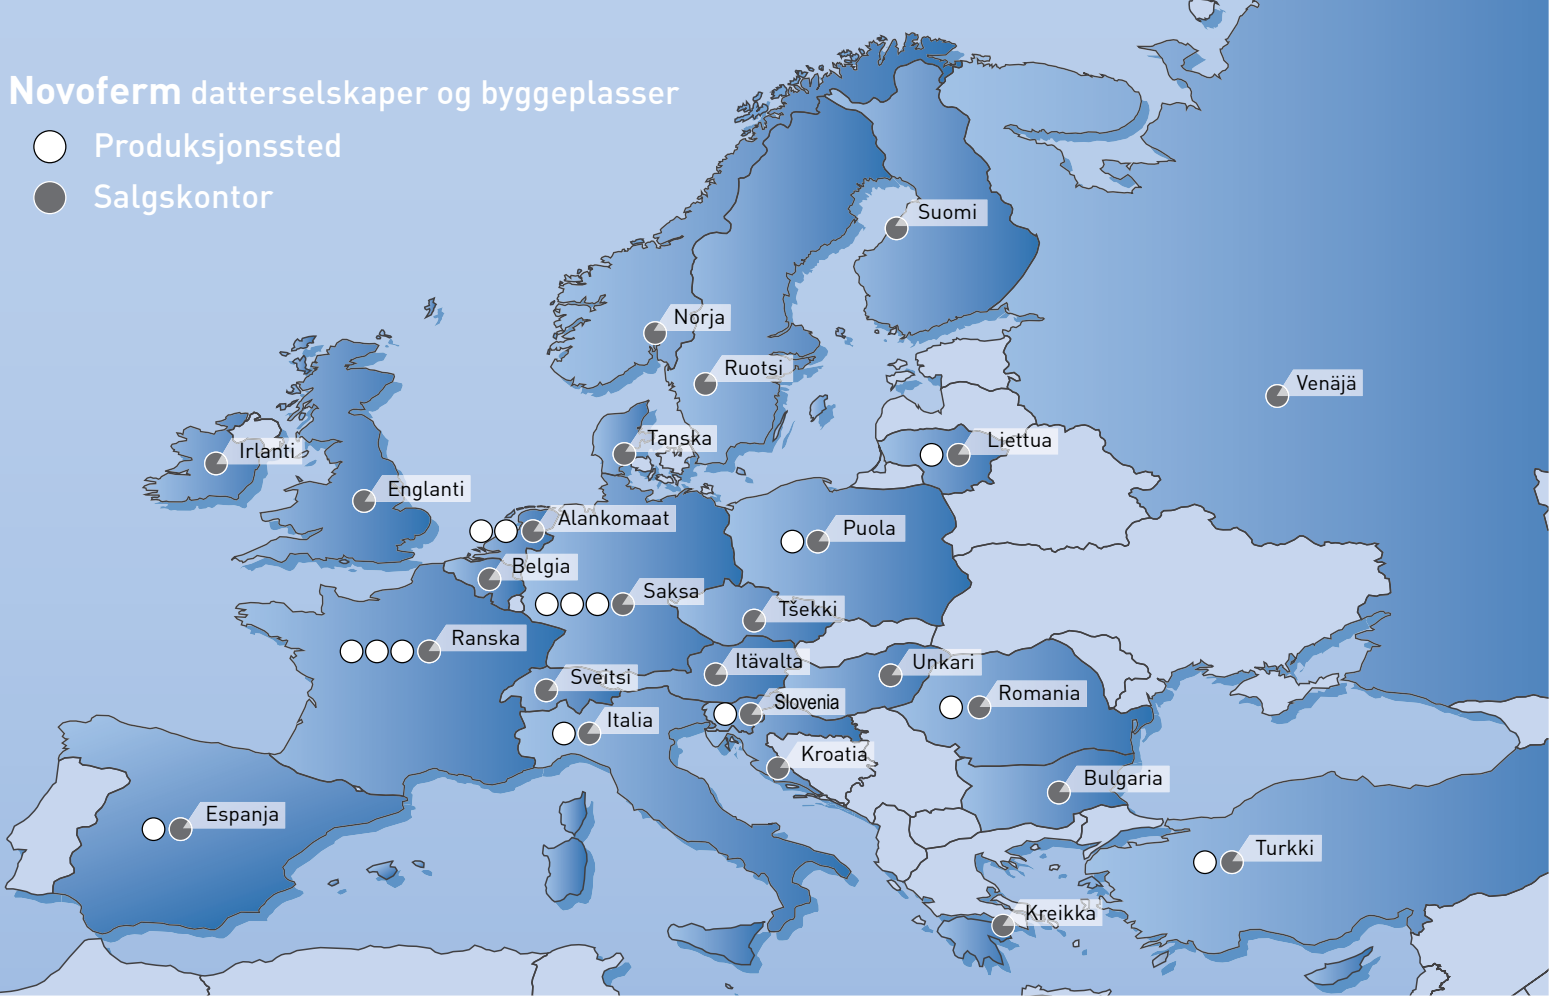 Novoferm datterselskaper og byggeplasser
Produksjonssted
Salgskontor
Suomi
Norja
Ruotsi
Venäjä
Tanska
Liettua
Irlanti
Englanti
Alankomaat
Puola
Belgia
Saksa
Tšekki
Ranska
Itävalta
Unkari
Sveitsi
Romania
Slovenia
Italia
Kroatia
Bulgaria
Espanja
Turkki
Kreikka